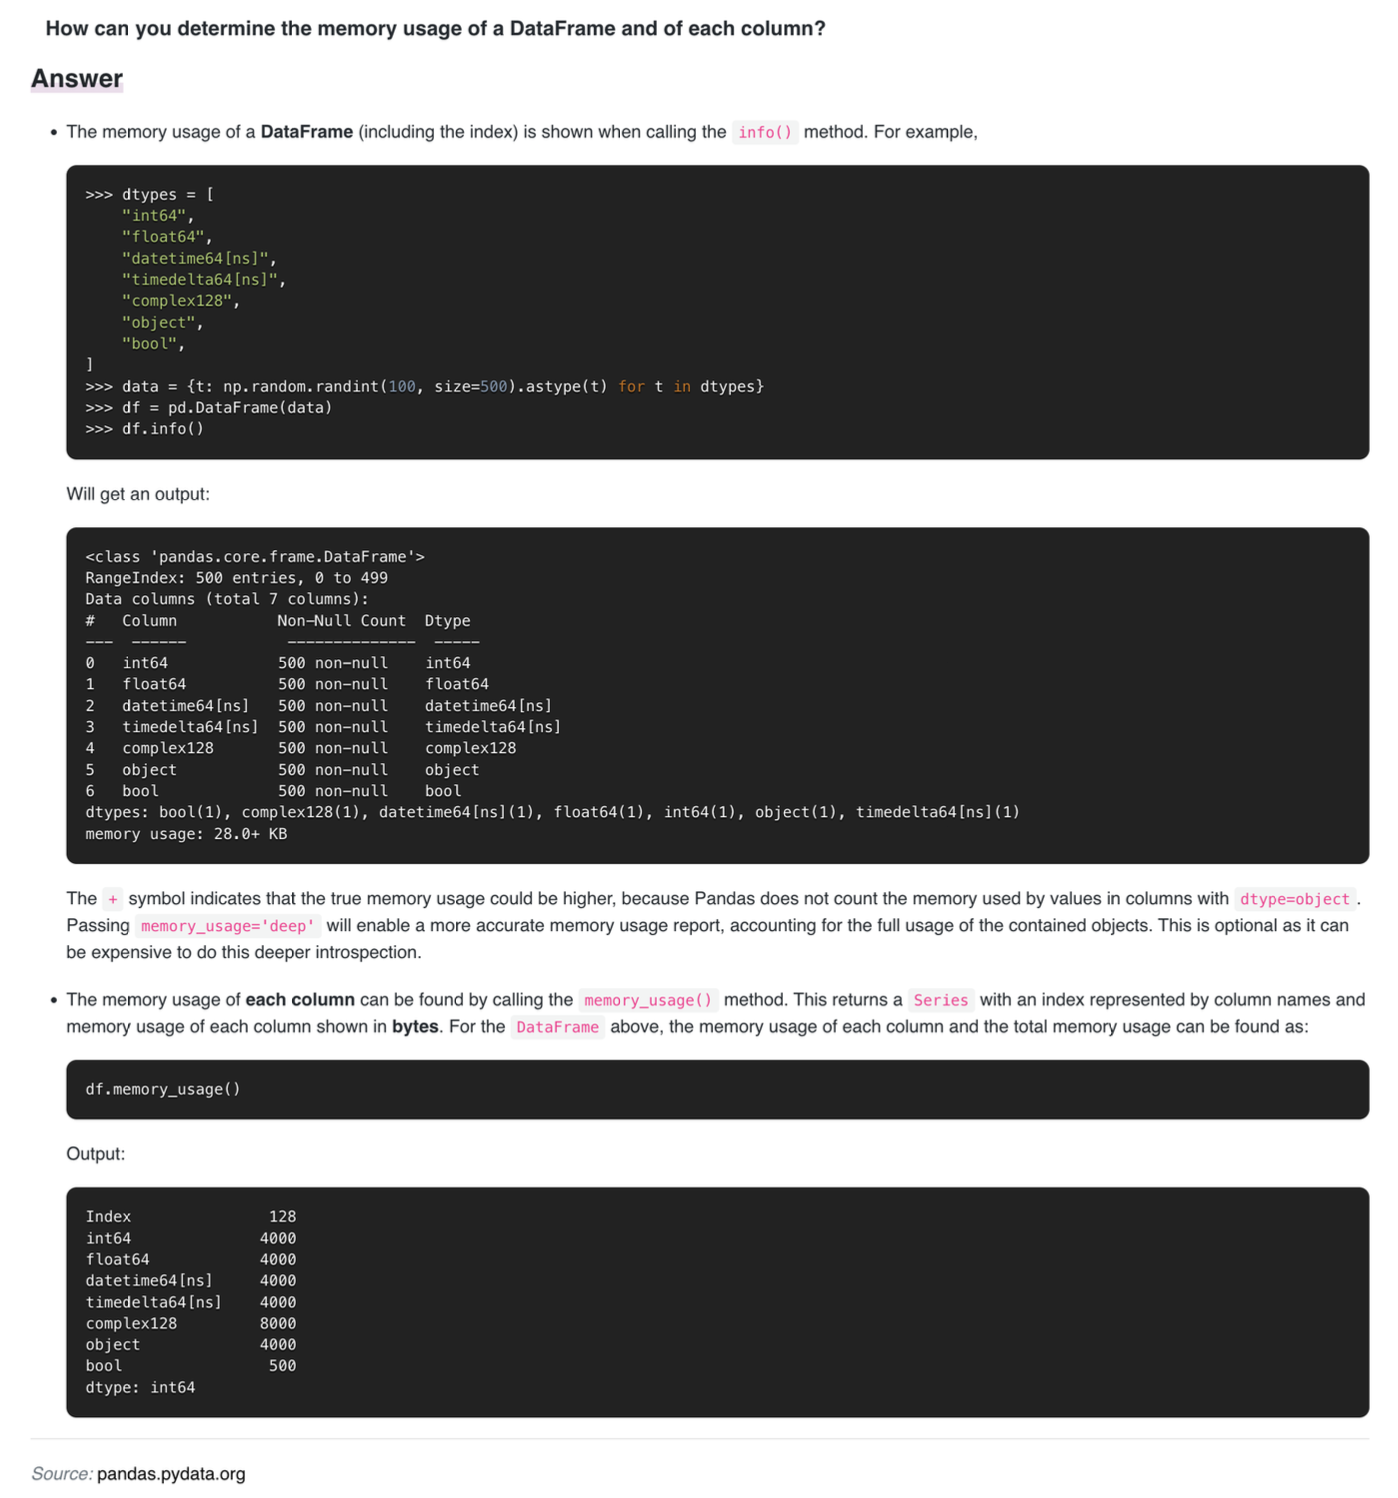 How can you determine the memory usage of a DataFrame and of each column?
Answer
• The memory usage of a DataFrame (including the index) is shown when calling the info() method. For example,
>>> dtypes = [
    "int64",
    "float64",
    "datetime64[ns]",
    "timedelta64[ns]",
    "complex128",
    "object",
    "bool",
]
>>> data = {t: np.random.randint(100, size=500).astype(t) for t in dtypes}
>>> df = pd.DataFrame(data)
>>> df.info()
Will get an output:
<class 'pandas.core.frame.DataFrame'>
RangeIndex: 500 entries, 0 to 499
Data columns (total 7 columns):
#   Column           Non-Null Count  Dtype
---  ------           --------------  -----
0   int64            500 non-null    int64
1   float64          500 non-null    float64
2   datetime64[ns]   500 non-null    datetime64[ns]
3   timedelta64[ns]  500 non-null    timedelta64[ns]
4   complex128       500 non-null    complex128
5   object           500 non-null    object
6   bool             500 non-null    bool
dtypes: bool(1), complex128(1), datetime64[ns](1), float64(1), int64(1), object(1), timedelta64[ns](1)
memory usage: 28.0+ KB
The + symbol indicates that the true memory usage could be higher, because Pandas does not count the memory used by values in columns with dtype=object.
Passing memory_usage='deep' will enable a more accurate memory usage report, accounting for the full usage of the contained objects. This is optional as it can
be expensive to do this deeper introspection.
• The memory usage of each column can be found by calling the memory_usage() method. This returns a Series with an index represented by column names and
memory usage of each column shown in bytes. For the DataFrame above, the memory usage of each column and the total memory usage can be found as:
df.memory_usage()
Output:
Index               128
int64              4000
float64            4000
datetime64[ns]     4000
timedelta64[ns]    4000
complex128         8000
object             4000
bool                500
dtype: int64
Source: pandas.pydata.org